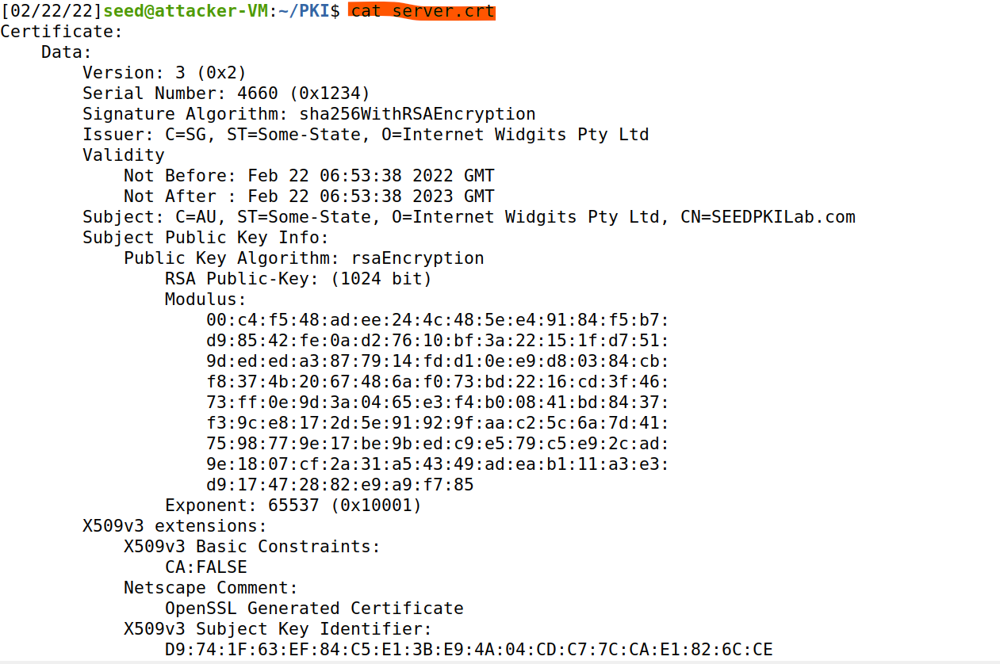 [02/22/22]seed@attacker-VM:~/PKI$ cat server.crt
Certificate:
    Data:
        Version: 3 (0x2)
        Serial Number: 4660 (0x1234)
        Signature Algorithm: sha256WithRSAEncryption
        Issuer: C=SG, ST=Some-State, O=Internet Widgits Pty Ltd
        Validity
            Not Before: Feb 22 06:53:38 2022 GMT
            Not After : Feb 22 06:53:38 2023 GMT
        Subject: C=AU, ST=Some-State, O=Internet Widgits Pty Ltd, CN=SEEDPKILab.com
        Subject Public Key Info:
            Public Key Algorithm: rsaEncryption
                RSA Public-Key: (1024 bit)
                Modulus:
                    00:c4:f5:48:ad:ee:24:4c:48:5e:e4:91:84:f5:b7:
                    d9:85:42:fe:0a:d2:76:10:bf:3a:22:15:1f:d7:51:
                    9d:ed:ed:a3:87:79:14:fd:d1:0e:e9:d8:03:84:cb:
                    f8:37:4b:20:67:48:6a:f0:73:bd:22:16:cd:3f:46:
                    73:ff:0e:9d:3a:04:65:e3:f4:b0:08:41:bd:84:37:
                    f3:9c:e8:17:2d:5e:91:92:9f:aa:c2:5c:6a:7d:41:
                    75:98:77:9e:17:be:9b:ed:c9:e5:79:c5:e9:2c:ad:
                    9e:18:07:cf:2a:31:a5:43:49:ad:ea:b1:11:a3:e3:
                    d9:17:47:28:82:e9:a9:f7:85
                Exponent: 65537 (0x10001)
        X509v3 extensions:
            X509v3 Basic Constraints:
                CA:FALSE
            Netscape Comment:
                OpenSSL Generated Certificate
            X509v3 Subject Key Identifier:
                D9:74:1F:63:EF:84:C5:E1:3B:E9:4A:04:CD:C7:7C:CA:E1:82:6C:CE